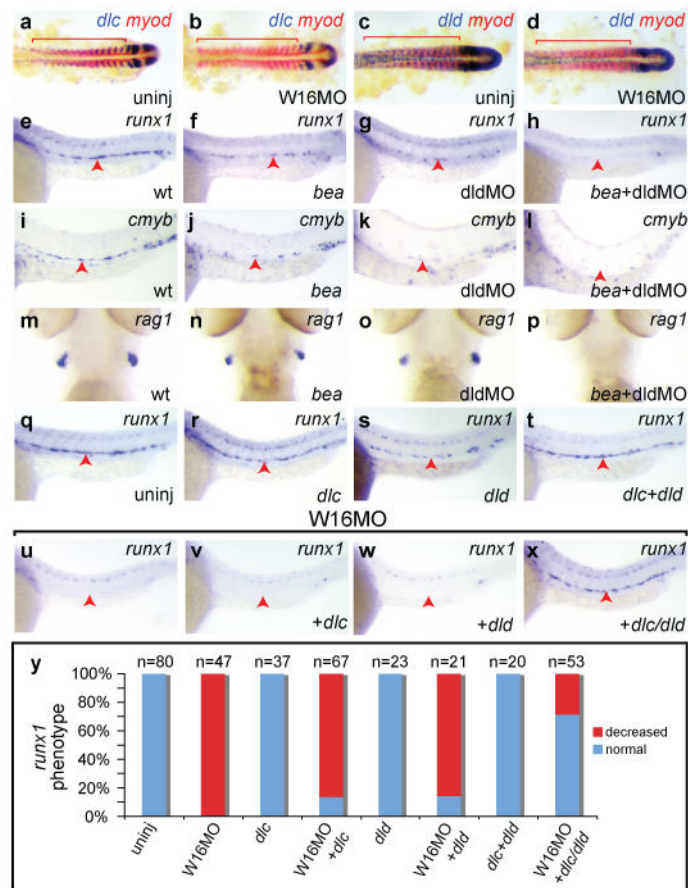 a dlc myod uninj
b dlc myod W16MO
c dld myod uninj
d dld myod W16MO
e runx1 wt
f runx1 bea
g runx1 dldMO
h runx1 bea+dldMO
i cmyb wt
j cmyb bea
k cmyb dldMO
l cmyb bea+dldMO
m rag1 wt
n rag1 bea
o rag1 dldMO
p rag1 bea+dldMO
q runx1 uninj
r runx1 dlc
s runx1 dld
t runx1 dlc+dld
W16MO
u runx1
v runx1 +dlc
w runx1 +dld
x runx1 +dlc/dld
y n=80 n=47 n=37 n=67 n=23 n=21 n=20 n=53
100%
80%
60%
40%
20%
0%
runx1
phenotype
decreased
normal
uninj
W16MO
dlc
W16MO
+dlc
dld
W16MO
+dld
dlc+dld
W16MO
+dlc/dld